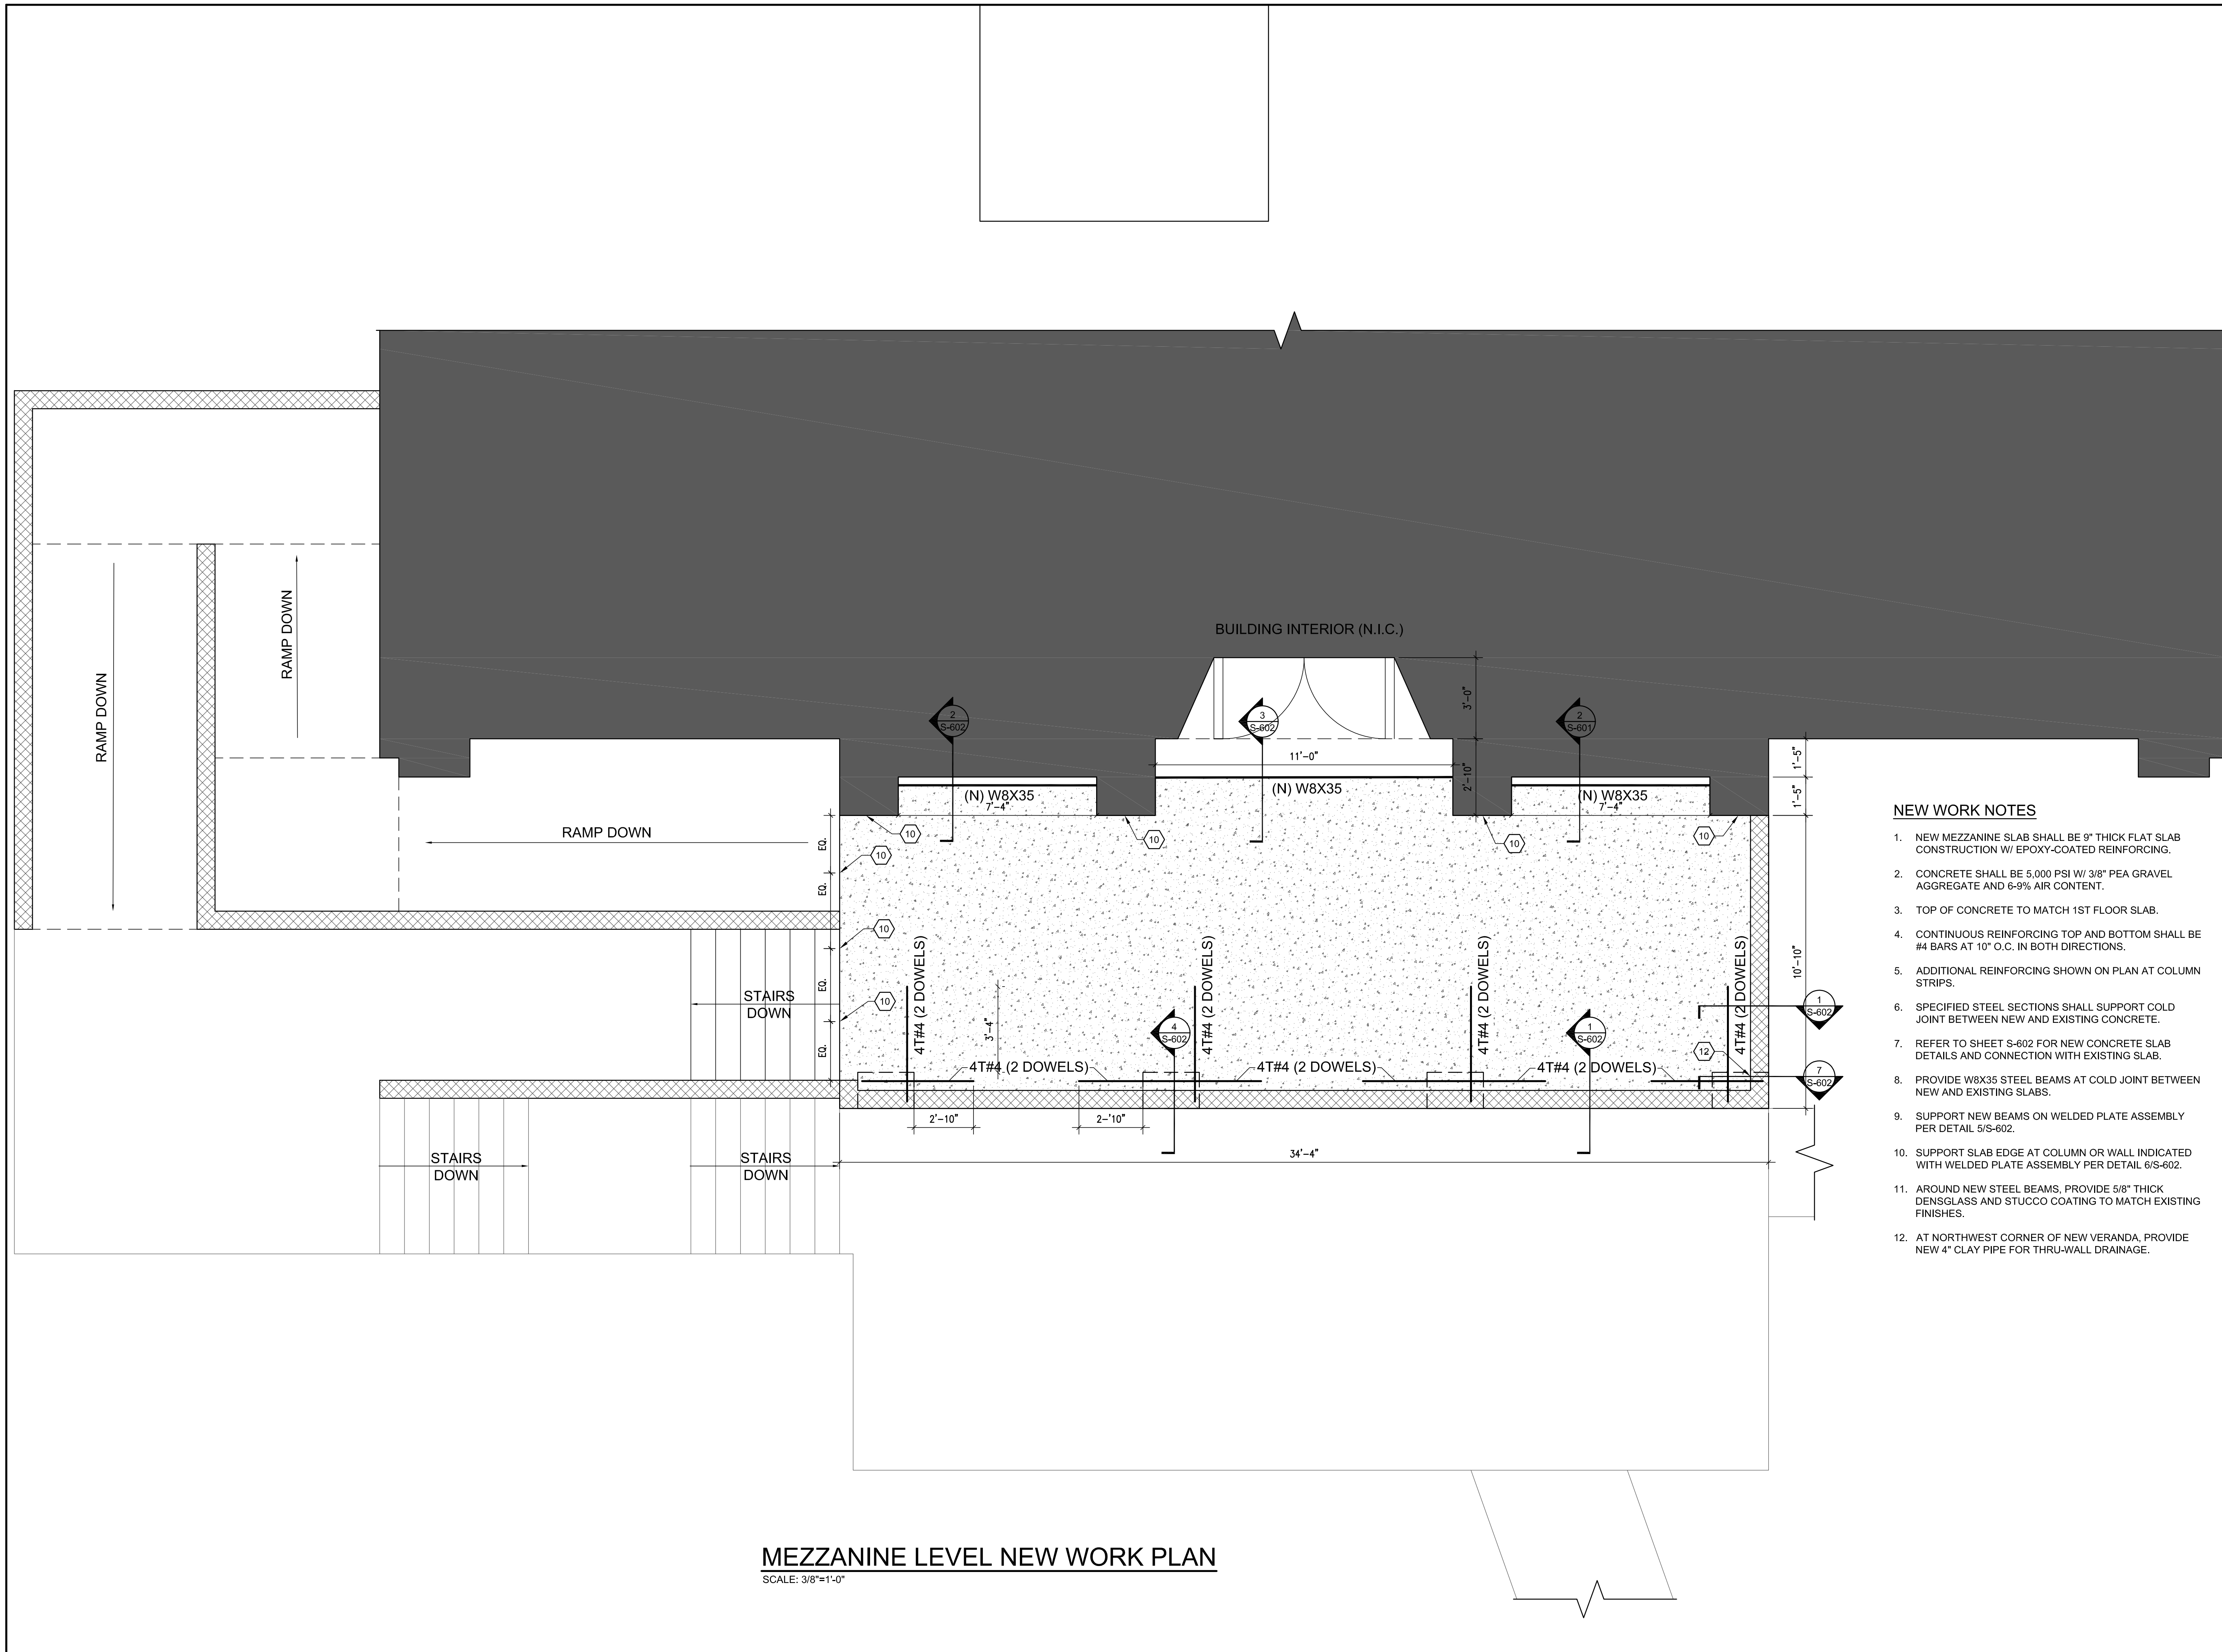 BUILDING INTERIOR (N.I.C.)
RAMP DOWN
RAMP DOWN
3'-0"
2
S-602
3
S-602
2
S-601
11'-0"
2'-10"
1'-5"
1'-5"
(N) W8X35
7'-4"
(N) W8X35
(N) W8X35
7'-4"
RAMP DOWN
10
10
10
10
10
10
10
EQ.
EQ.
EQ.
EQ.
10'-10"
STAIRS
DOWN
4T#4 (2 DOWELS)
4T#4 (2 DOWELS)
4T#4 (2 DOWELS)
4T#4 (2 DOWELS)
3'-4"
4
S-602
1
S-602
1
S-602
12
4T#4 (2 DOWELS)
4T#4 (2 DOWELS)
4T#4 (2 DOWELS)
7
S-602
2'-10"
2-'10"
34'-4"
STAIRS
DOWN
STAIRS
DOWN
NEW WORK NOTES
1. NEW MEZZANINE SLAB SHALL BE 9" THICK FLAT SLAB
CONSTRUCTION W/ EPOXY-COATED REINFORCING.
2. CONCRETE SHALL BE 5,000 PSI W/ 3/8" PEA GRAVEL
AGGREGATE AND 6-9% AIR CONTENT.
3. TOP OF CONCRETE TO MATCH 1ST FLOOR SLAB.
4. CONTINUOUS REINFORCING TOP AND BOTTOM SHALL BE
#4 BARS AT 10" O.C. IN BOTH DIRECTIONS.
5. ADDITIONAL REINFORCING SHOWN ON PLAN AT COLUMN
STRIPS.
6. SPECIFIED STEEL SECTIONS SHALL SUPPORT COLD
JOINT BETWEEN NEW AND EXISTING CONCRETE.
7. REFER TO SHEET S-602 FOR NEW CONCRETE SLAB
DETAILS AND CONNECTION WITH EXISTING SLAB.
8. PROVIDE W8X35 STEEL BEAMS AT COLD JOINT BETWEEN
NEW AND EXISTING SLABS.
9. SUPPORT NEW BEAMS ON WELDED PLATE ASSEMBLY
PER DETAIL 5/S-602.
10. SUPPORT SLAB EDGE AT COLUMN OR WALL INDICATED
WITH WELDED PLATE ASSEMBLY PER DETAIL 6/S-602.
11. AROUND NEW STEEL BEAMS, PROVIDE 5/8" THICK
DENSGLASS AND STUCCO COATING TO MATCH EXISTING
FINISHES.
12. AT NORTHWEST CORNER OF NEW VERANDA, PROVIDE
NEW 4" CLAY PIPE FOR THRU-WALL DRAINAGE.
MEZZANINE LEVEL NEW WORK PLAN
SCALE: 3/8"=1'-0"